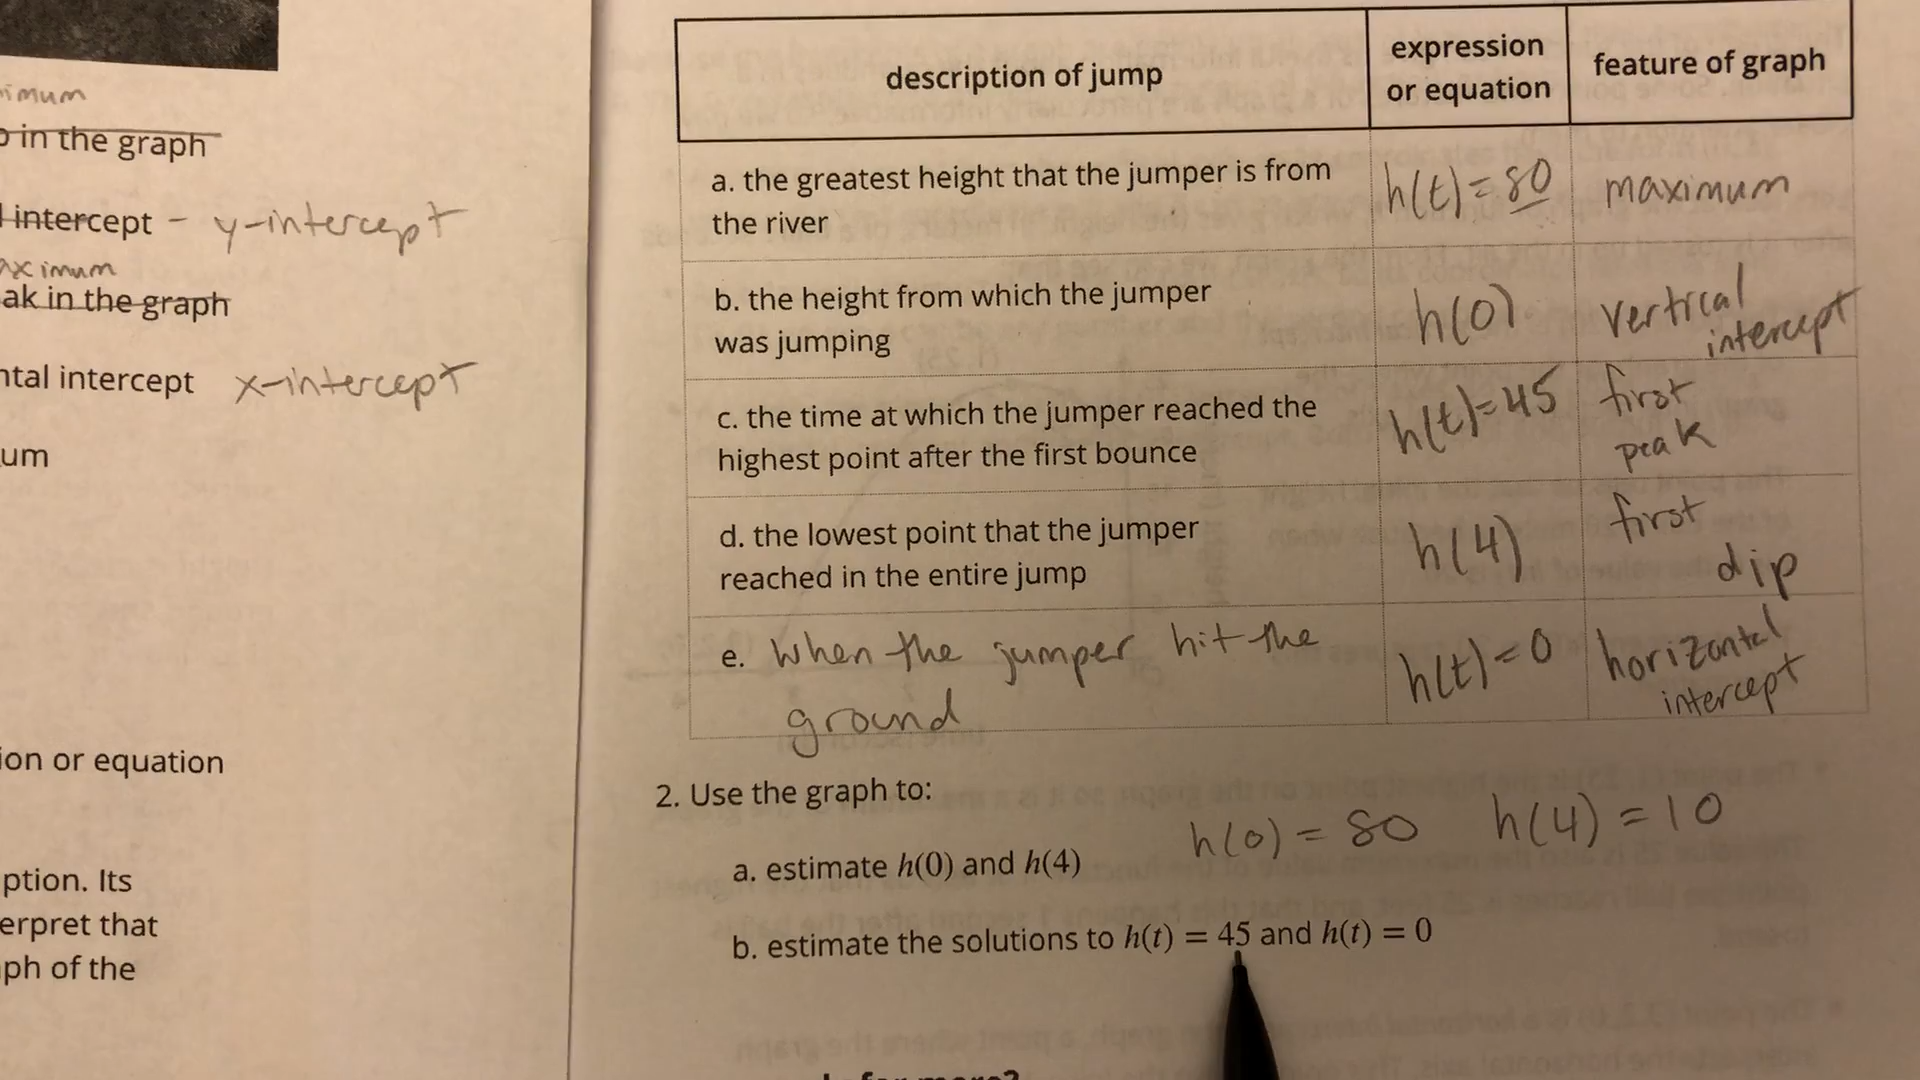 in the graph
intercept - y-intercept
ak in the graph
intercept x-intercept
or equation
ption. Its
erpret that
ph of the
description of jump
expression
or equation
feature of graph
a. the greatest height that the jumper is from
the river
h(t)=80
maximum
b. the height from which the jumper
was jumping
h(0)
vertical
intercept
c. the time at which the jumper reached the
highest point after the first bounce
h(t)=45
first
peak
d. the lowest point that the jumper
reached in the entire jump
h(4)
first
dip
e. When the jumper hit the
ground
h(t)=0
horizontal
intercept
2. Use the graph to:
a. estimate h(0) and h(4)
h(0) = 80 h(4) = 10
b. estimate the solutions to h(t) = 45 and h(t) = 0